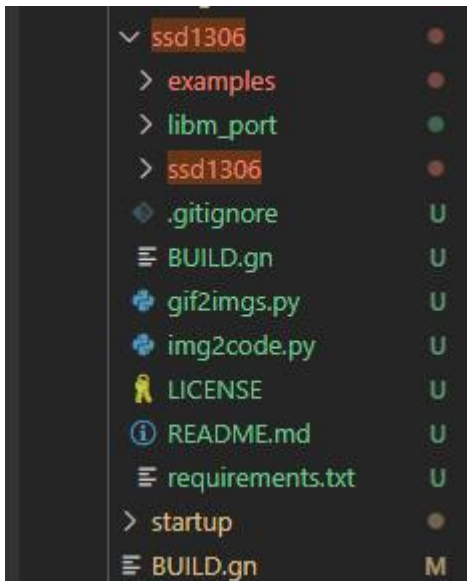 ssd1306
examples
libm_port
ssd1306
.gitignore U
BUILD.gn U
gif2imgs.py U
img2code.py U
LICENSE U
README.md U
requirements.txt U
startup
BUILD.gn M